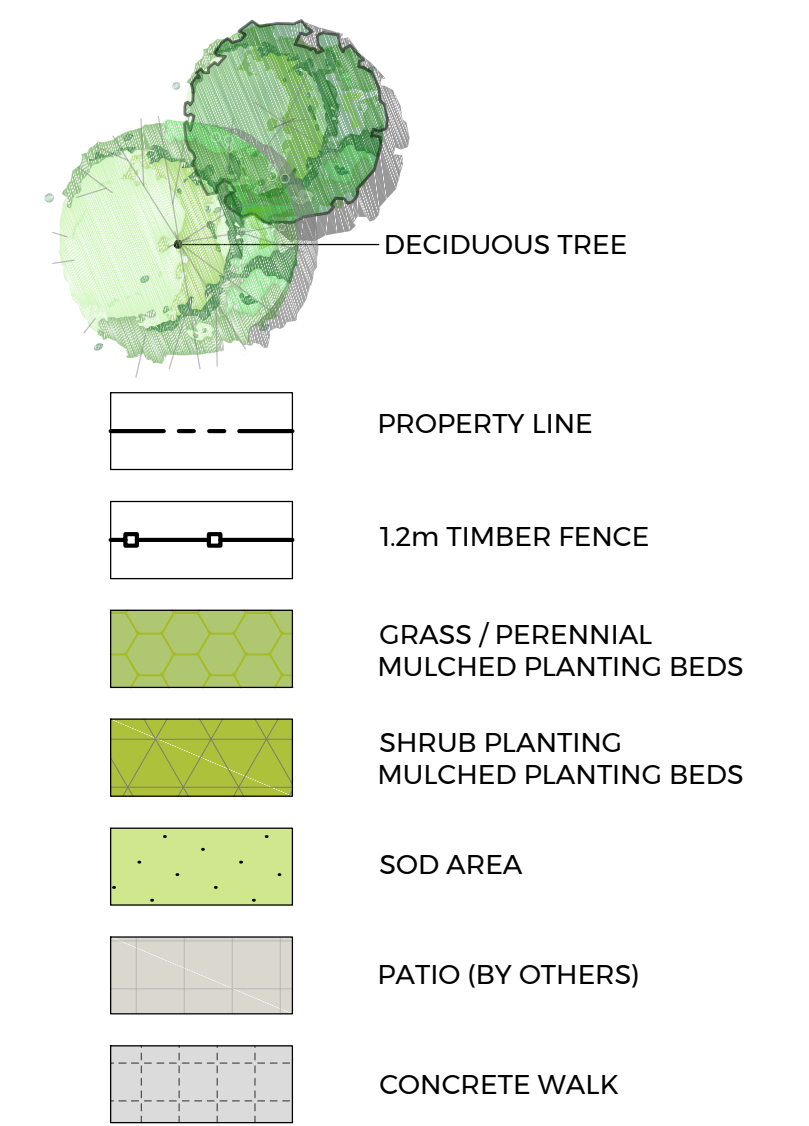 DECIDUOUS TREE
PROPERTY LINE
1.2m TIMBER FENCE
GRASS / PERENNIAL
MULCHED PLANTING BEDS
SHRUB PLANTING
MULCHED PLANTING BEDS
SOD AREA
PATIO (BY OTHERS)
CONCRETE WALK